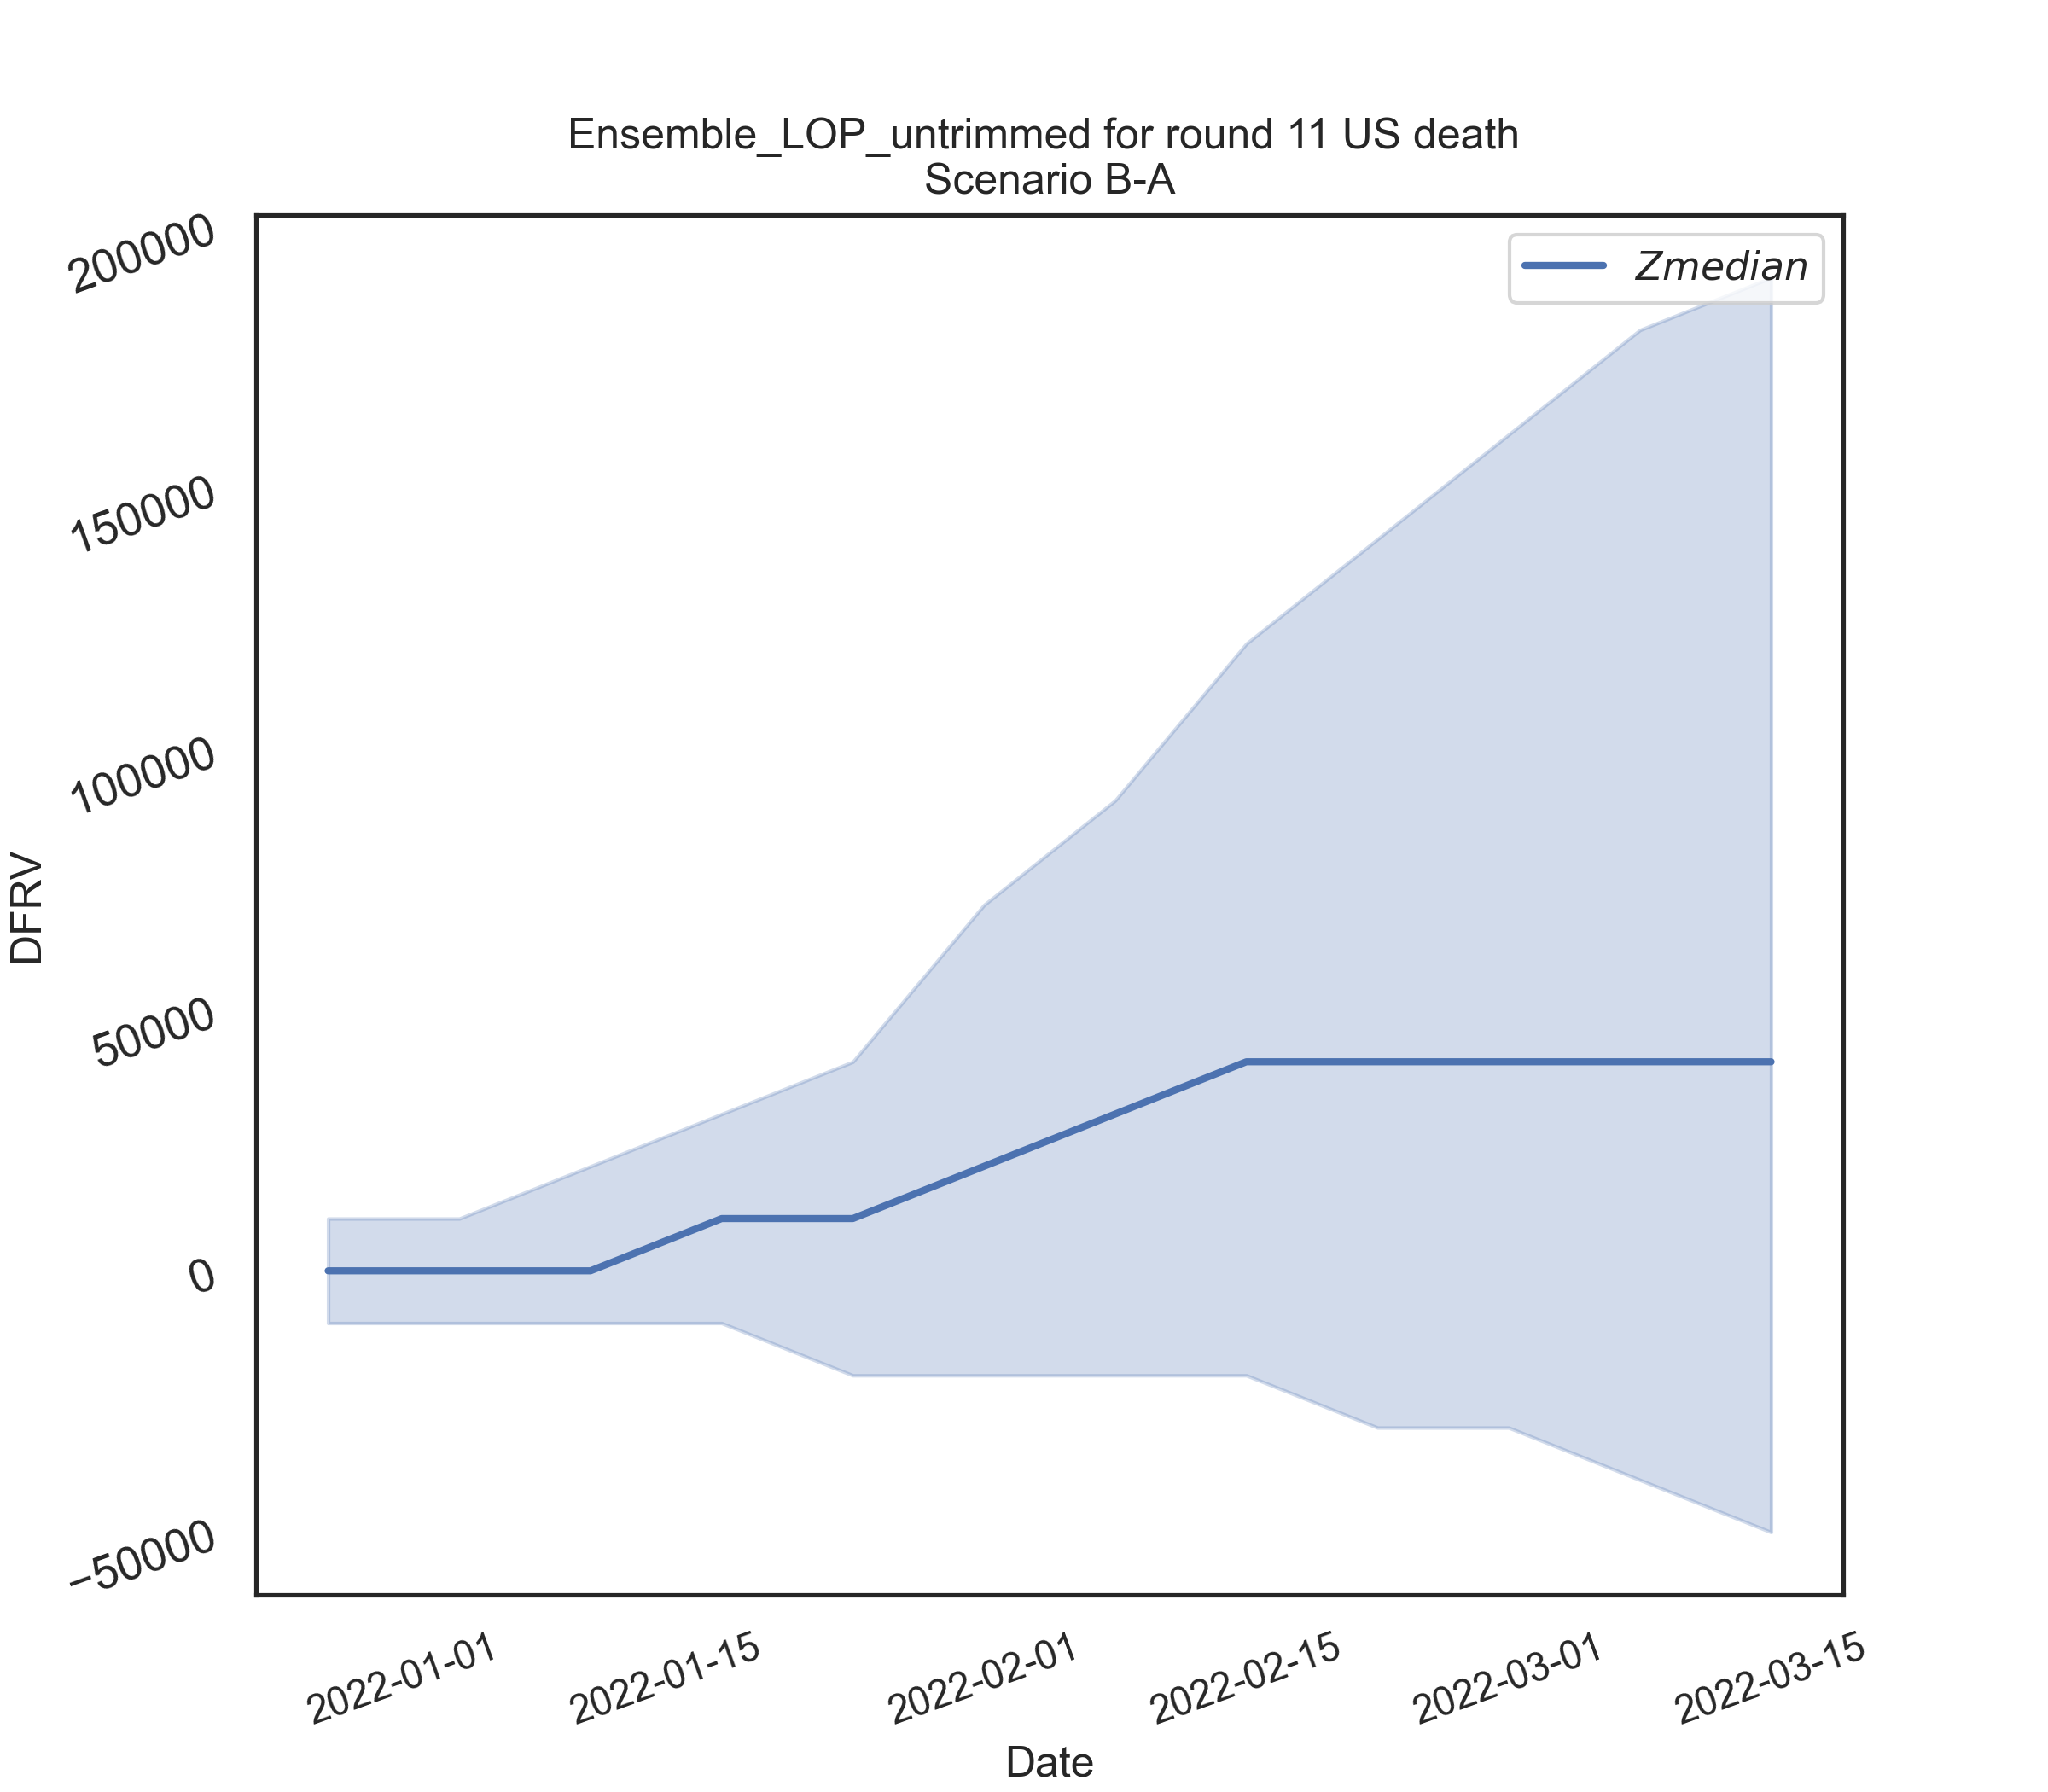 Ensemble_LOP_untrimmed for round 11 US death
Scenario B-A
Zmedian
200000
150000
100000
50000
0
−50000
DFRV
2022-01-01
2022-01-15
2022-02-01
2022-02-15
2022-03-01
2022-03-15
Date